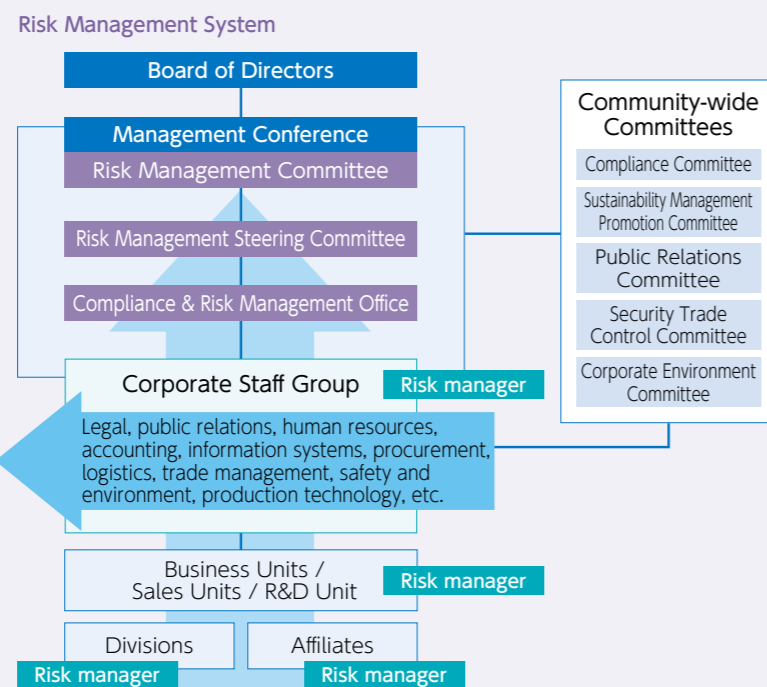 Risk Management System
Board of Directors
Management Conference
Risk Management Committee
Risk Management Steering Committee
Compliance & Risk Management Office
Corporate Staff Group
Risk manager
Legal, public relations, human resources,
accounting, information systems, procurement,
logistics, trade management, safety and
environment, production technology, etc.
Business Units /
Sales Units / R&D Unit
Risk manager
Divisions
Affiliates
Risk manager
Risk manager
Community-wide
Committees
Compliance Committee
Sustainability Management
Promotion Committee
Public Relations
Committee
Security Trade
Control Committee
Corporate Environment
Committee